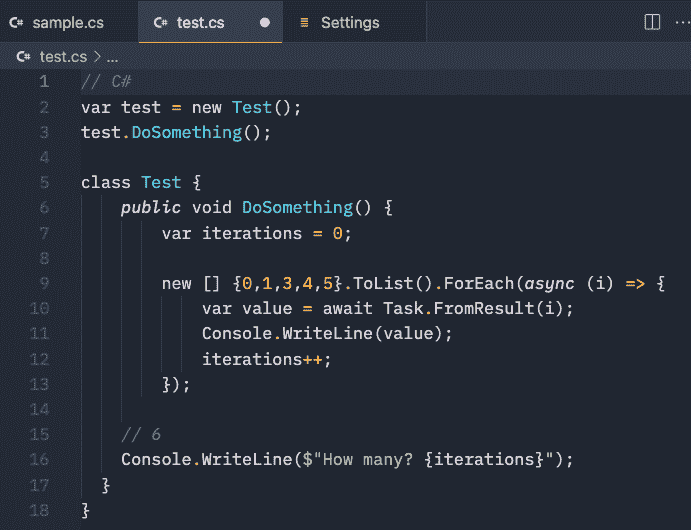 C# sample.cs C# test.cs Settings
C# test.cs > ...
1 // C#
2 var test = new Test();
3 test.DoSomething();
4
5 class Test {
6 public void DoSomething() {
7 var iterations = 0;
8
9 new [] {0,1,3,4,5}.ToList().ForEach(async (i) => {
10 var value = await Task.FromResult(i);
11 Console.WriteLine(value);
12 iterations++;
13 });
14
15 // 6
16 Console.WriteLine($"How many? {iterations}");
17 }
18 }